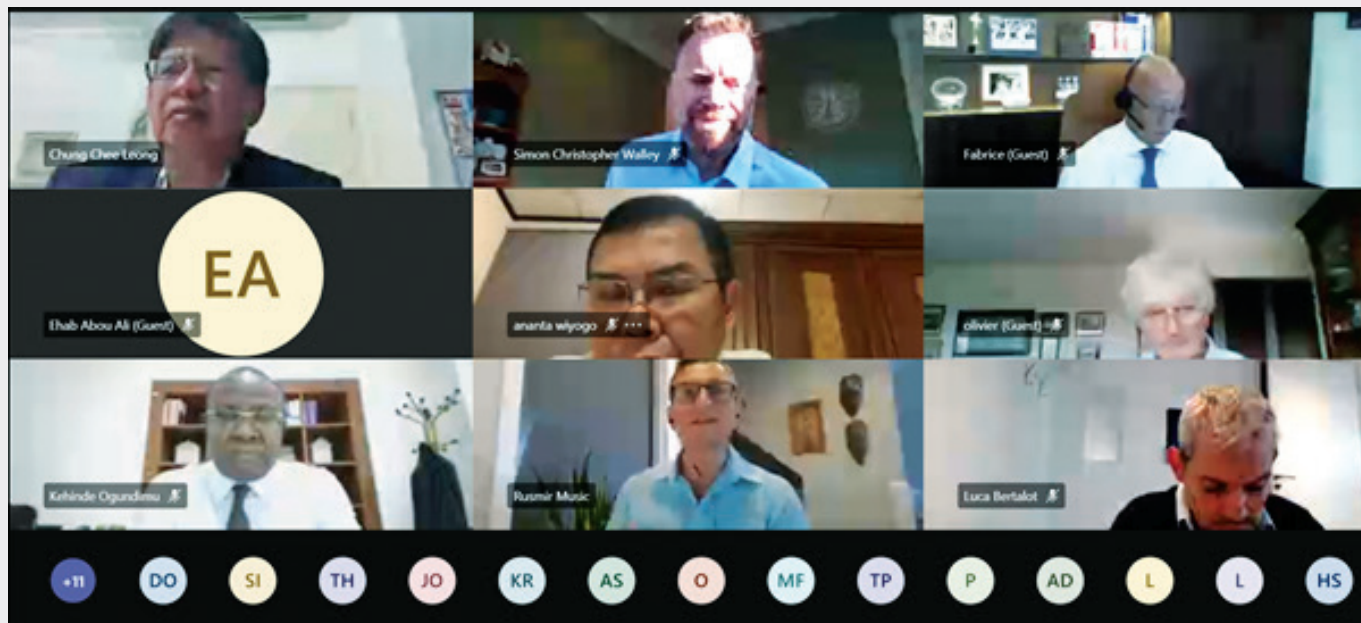 Chung Chee Leong
Simon Christopher Walley
Fabrice (Guest)
EA
Ehab Abou Ali (Guest)
ananta wiyogo
olivier (Guest)
Kehinde Ogundimu
Rusmir Music
Luca Bertalot
+11 DO SI TH JO KR AS O MF TP P AD L L HS